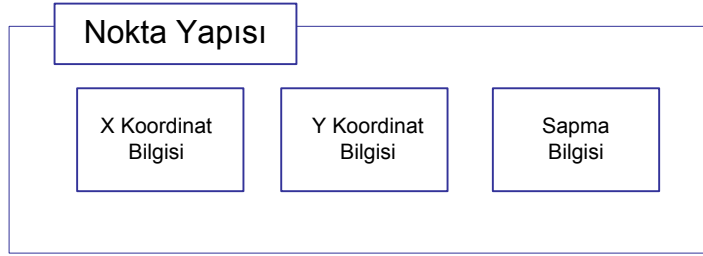 Nokta Yapısı
X Koordinat
Bilgisi
Y Koordinat
Bilgisi
Sapma
Bilgisi